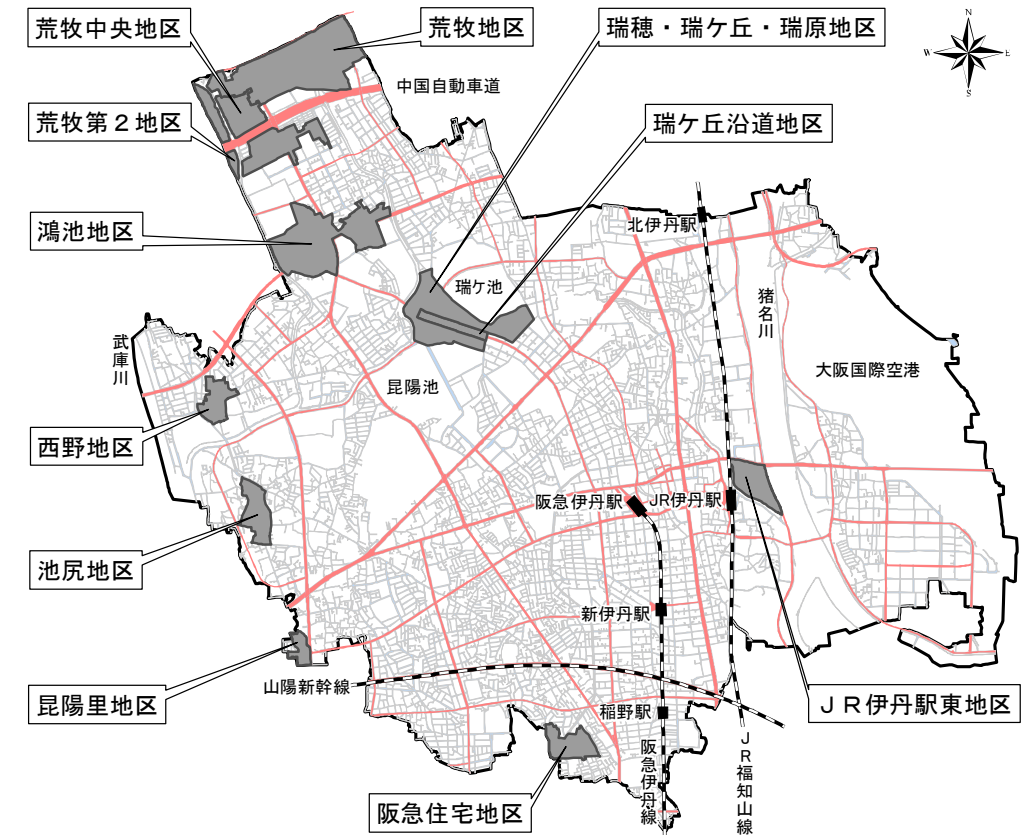 荒牧中央地区
荒牧地区
瑞穂・瑞ケ丘・瑞原地区
N
W
E
S
中国自動車道
荒牧第２地区
瑞ケ丘沿道地区
鴻池地区
北伊丹駅
瑞ケ池
猪名川
武庫川
大阪国際空港
昆陽池
西野地区
阪急伊丹駅
JR伊丹駅
池尻地区
新伊丹駅
昆陽里地区
山陽新幹線
稲野駅
ＪＲ伊丹駅東地区
阪急伊丹線
ＪＲ福知山線
阪急住宅地区